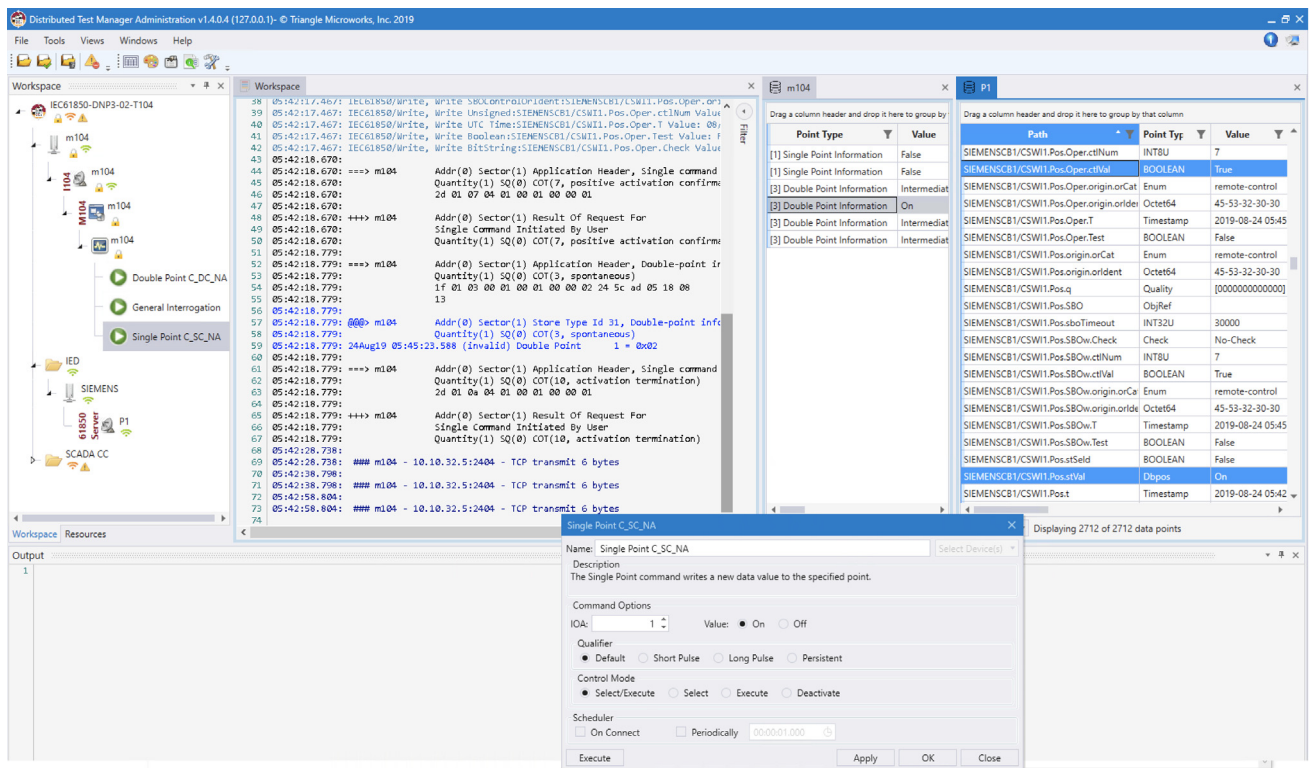 Distributed Test Manager Administration v1.4.0.4 (127.0.0.1)- © Triangle Microworks, Inc. 2019
File Tools Views Windows Help
Workspace
IEC61850-DNP3-02-T104
m104
I104 m104
M104 m104
m104
Double Point C_DC_NA
General Interrogation
Single Point C_SC_NA
IED
SIEMENS
61850 Server P1
SCADA CC
Workspace Resources
Workspace
38 05:42:17.467: IEC61850/Write, Write SBOControlOrIdent:SIEMENSCB1/CSWI1.Pos.Oper.ori
39 05:42:17.467: IEC61850/Write, Write Unsigned:SIEMENSCB1/CSWI1.Pos.Oper.ctlNum Value
40 05:42:17.467: IEC61850/Write, Write UTC Time:SIEMENSCB1/CSWI1.Pos.Oper.T Value: 08/
41 05:42:17.467: IEC61850/Write, Write Boolean:SIEMENSCB1/CSWI1.Pos.Oper.Test Value: F
42 05:42:17.467: IEC61850/Write, Write BitString:SIEMENSCB1/CSWI1.Pos.Oper.Check Value
43 05:42:18.670:
44 05:42:18.670: ===> m104 Addr(0) Sector(1) Application Header, Single command
45 05:42:18.670: Quantity(1) SQ(0) COT(7, positive activation confirma
46 05:42:18.670: 2d 01 07 04 01 00 01 00 00 01
47 05:42:18.670:
48 05:42:18.670: +++> m104 Addr(0) Sector(1) Result Of Request For
49 05:42:18.670: Single Command Initiated By User
50 05:42:18.670: Quantity(1) SQ(0) COT(7, positive activation confirma
51 05:42:18.779:
52 05:42:18.779: ===> m104 Addr(0) Sector(1) Application Header, Double-point in
53 05:42:18.779: Quantity(1) SQ(0) COT(3, spontaneous)
54 05:42:18.779: 1f 01 03 00 01 00 01 00 00 02 24 5c ad 05 18 08
55 05:42:18.779: 13
56 05:42:18.779:
57 05:42:18.779: @@@> m104 Addr(0) Sector(1) Store Type Id 31, Double-point info
58 05:42:18.779: Quantity(1) SQ(0) COT(3, spontaneous)
59 05:42:18.779: 24Aug19 05:45:23.588 (invalid) Double Point 1 = 0x02
60 05:42:18.779:
61 05:42:18.779: ===> m104 Addr(0) Sector(1) Application Header, Single command
62 05:42:18.779: Quantity(1) SQ(0) COT(10, activation termination)
63 05:42:18.779: 2d 01 0a 04 01 00 01 00 00 01
64 05:42:18.779:
65 05:42:18.779: +++> m104 Addr(0) Sector(1) Result Of Request For
66 05:42:18.779: Single Command Initiated By User
67 05:42:18.779: Quantity(1) SQ(0) COT(10, activation termination)
68 05:42:28.738:
69 05:42:28.738: ### m104 - 10.10.32.5:2404 - TCP transmit 6 bytes
70 05:42:38.798:
71 05:42:38.798: ### m104 - 10.10.32.5:2404 - TCP transmit 6 bytes
72 05:42:58.804:
73 05:42:58.804: ### m104 - 10.10.32.5:2404 - TCP transmit 6 bytes
74
Filter
m104
Drag a column header and drop it here to group by
Point Type Value
[1] Single Point Information False
[1] Single Point Information False
[3] Double Point Information Intermediat
[3] Double Point Information On
[3] Double Point Information Intermediat
[3] Double Point Information Intermediat
P1
Drag a column header and drop it here to group by that column
Path Point Typ Value
SIEMENSCB1/CSWI1.Pos.Oper.ctlNum INT8U 7
SIEMENSCB1/CSWI1.Pos.Oper.ctlVal BOOLEAN True
SIEMENSCB1/CSWI1.Pos.Oper.origin.orCat Enum remote-control
SIEMENSCB1/CSWI1.Pos.Oper.origin.orIder Octet64 45-53-32-30-30
SIEMENSCB1/CSWI1.Pos.Oper.T Timestamp 2019-08-24 05:45
SIEMENSCB1/CSWI1.Pos.Oper.Test BOOLEAN False
SIEMENSCB1/CSWI1.Pos.origin.orCat Enum remote-control
SIEMENSCB1/CSWI1.Pos.origin.orIdent Octet64 45-53-32-30-30
SIEMENSCB1/CSWI1.Pos.q Quality [0000000000000]
SIEMENSCB1/CSWI1.Pos.SBO ObjRef
SIEMENSCB1/CSWI1.Pos.sboTimeout INT32U 30000
SIEMENSCB1/CSWI1.Pos.SBOw.Check Check No-Check
SIEMENSCB1/CSWI1.Pos.SBOw.ctlNum INT8U 7
SIEMENSCB1/CSWI1.Pos.SBOw.ctlVal BOOLEAN True
SIEMENSCB1/CSWI1.Pos.SBOw.origin.orCa Enum remote-control
SIEMENSCB1/CSWI1.Pos.SBOw.origin.orIde Octet64 45-53-32-30-30
SIEMENSCB1/CSWI1.Pos.SBOw.T Timestamp 2019-08-24 05:45
SIEMENSCB1/CSWI1.Pos.SBOw.Test BOOLEAN False
SIEMENSCB1/CSWI1.Pos.stSeld BOOLEAN False
SIEMENSCB1/CSWI1.Pos.stVal Dbpos On
SIEMENSCB1/CSWI1.Pos.t Timestamp 2019-08-24 05:42
Displaying 2712 of 2712 data points
Output
1
Single Point C_SC_NA
Name: Single Point C_SC_NA Select Device(s)
Description
The Single Point command writes a new data value to the specified point.
Command Options
IOA: 1 Value: On Off
Qualifier
Default Short Pulse Long Pulse Persistent
Control Mode
Select/Execute Select Execute Deactivate
Scheduler
On Connect Periodically 00:00:01.000
Execute Apply OK Close